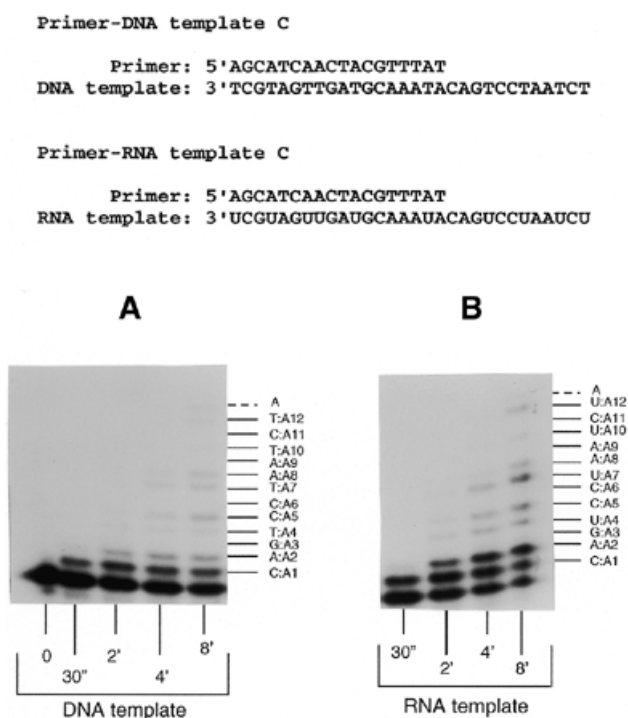 Primer-DNA template C
Primer: 5'AGCATCAACTACGTTTAT
DNA template: 3'TCGTAGTTGATGCAAATACAGTCCTAATCT
Primer-RNA template C
Primer: 5'AGCATCAACTACGTTTAT
RNA template: 3'UCGUAGUUGAUGCAAAUACAGUCCUAAUCU
A
A
T:A12
C:A11
T:A10
A:A9
A:A8
T:A7
C:A6
C:A5
T:A4
G:A3
A:A2
C:A1
0
30"
2'
4'
8'
DNA template
B
A
U:A12
C:A11
U:A10
A:A9
A:A8
U:A7
C:A6
C:A5
U:A4
G:A3
A:A2
C:A1
30"
2'
4'
8'
RNA template